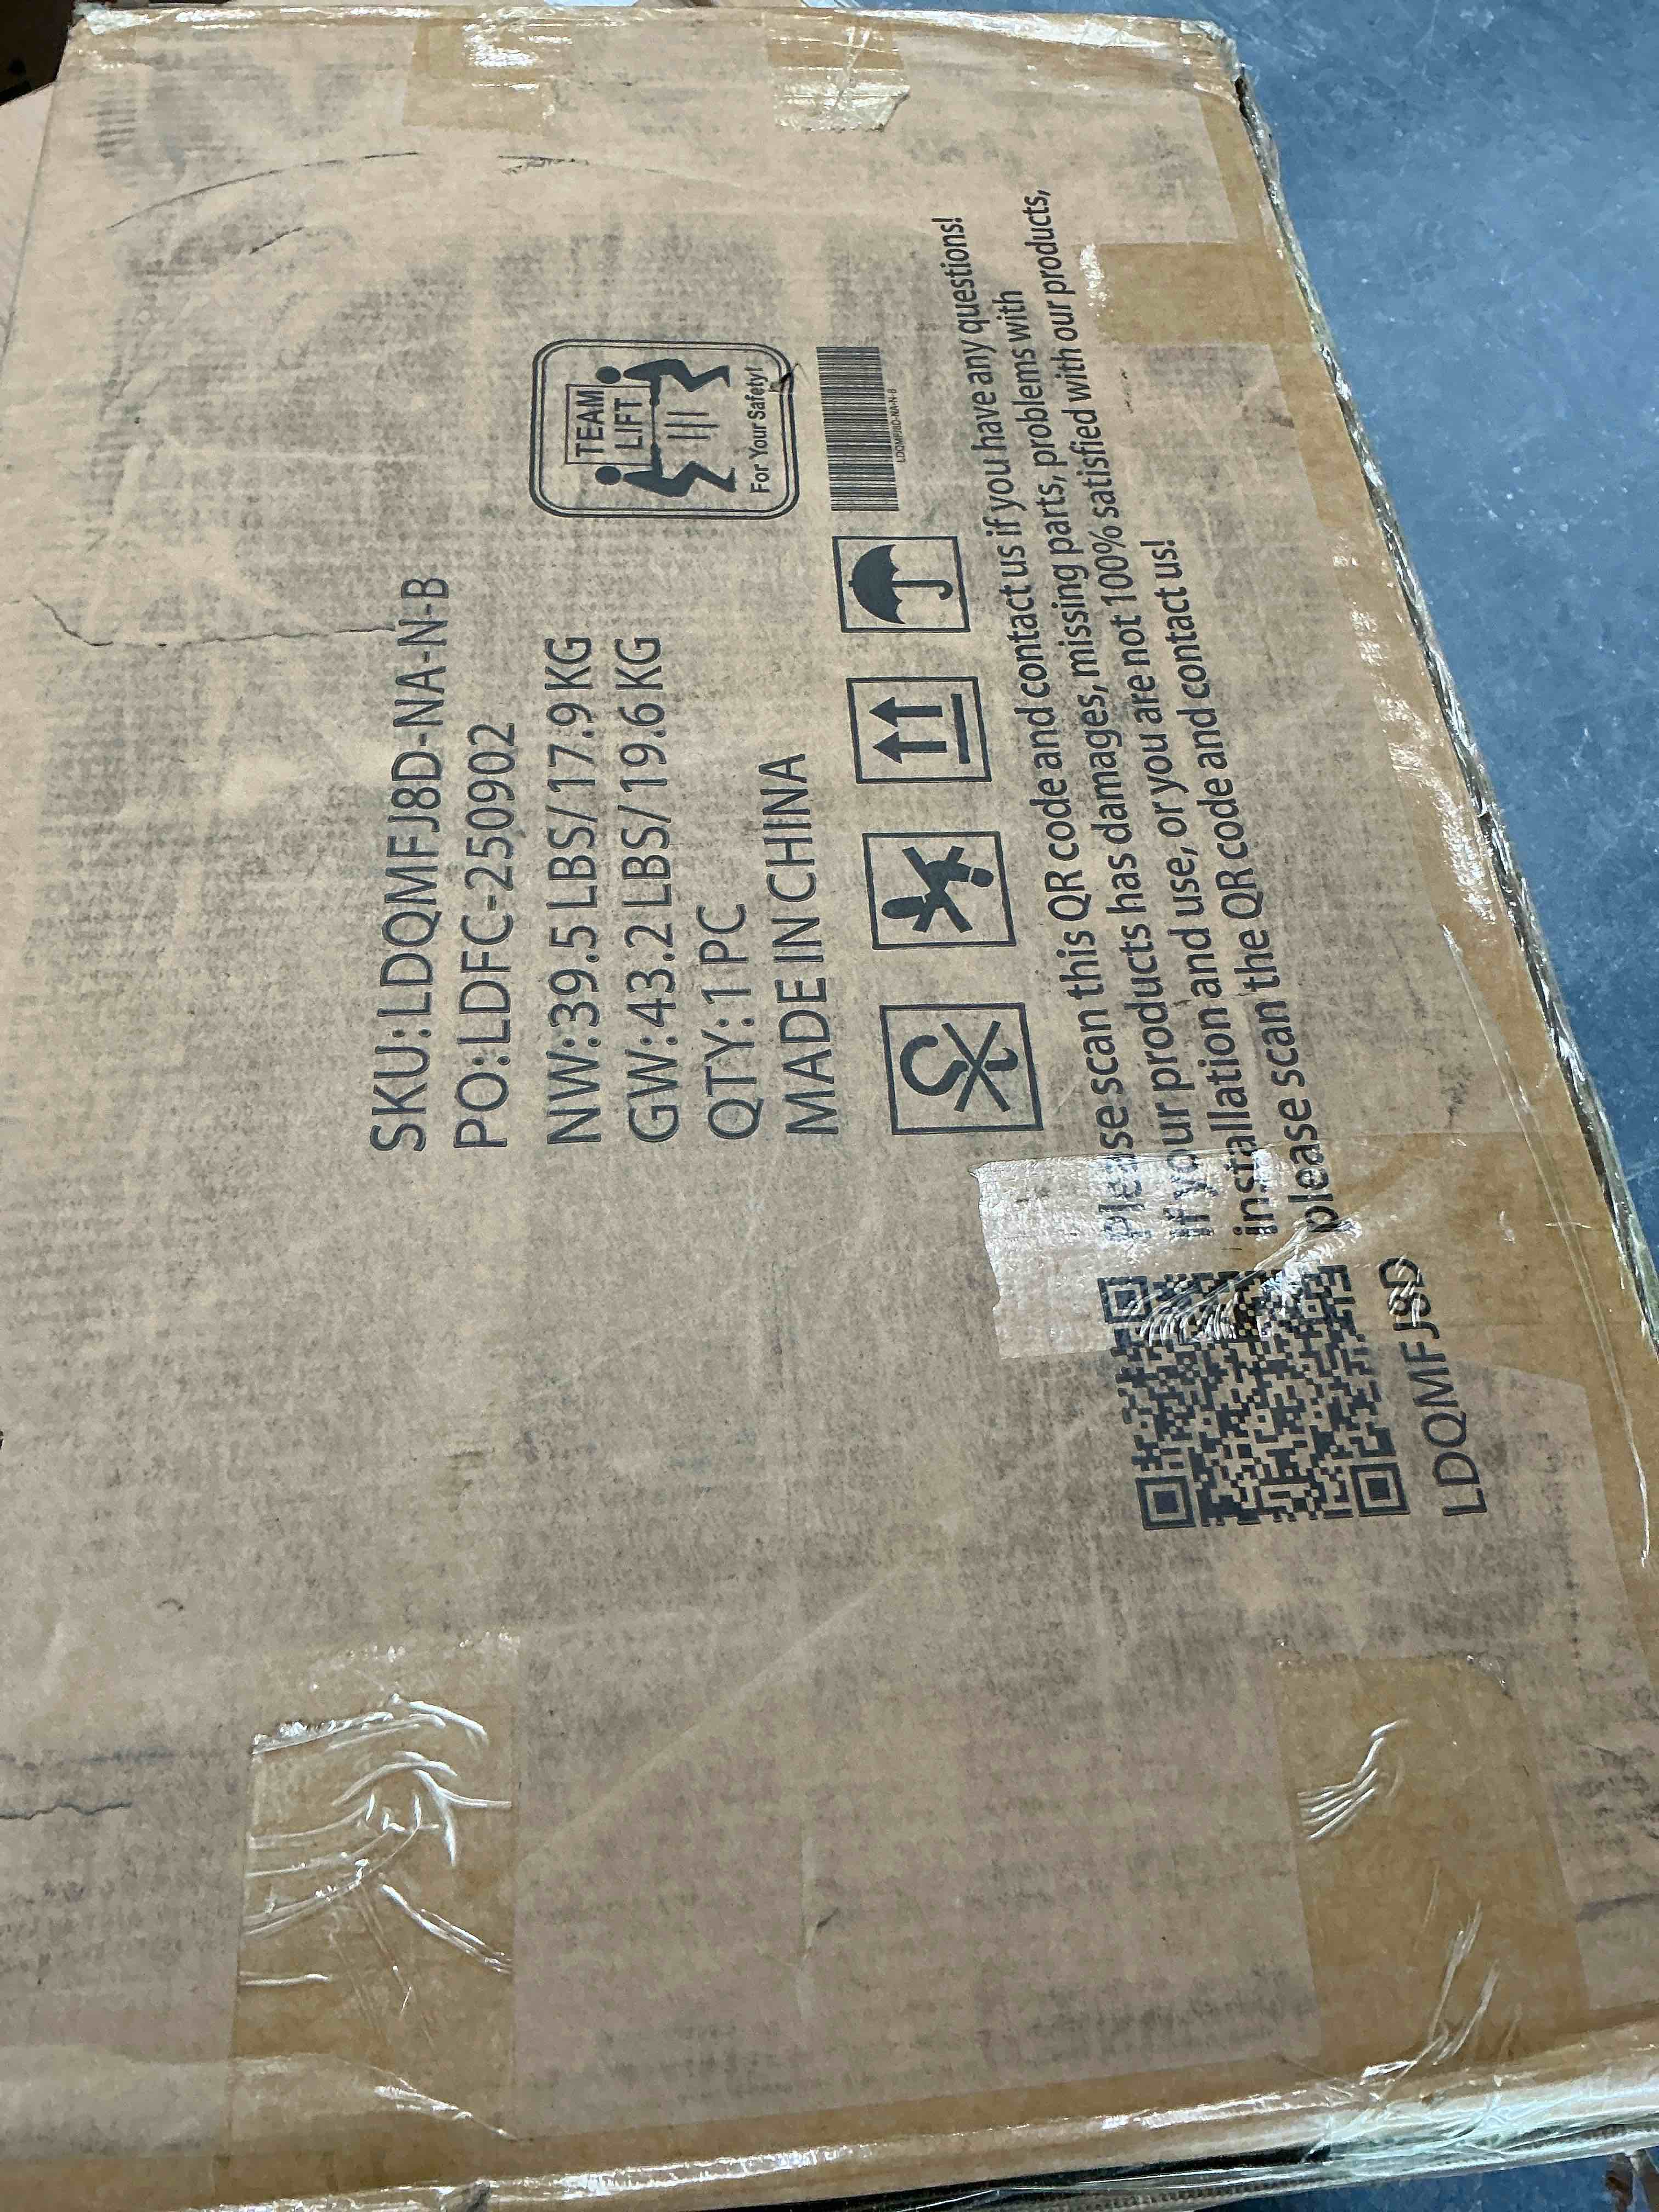 SKU:LDQMFJ8D-NA-N-B
PO:LDFC-250902
NW:39.5 LBS/17.9 KG
GW:43.2 LBS/19.6 KG
QTY:1 PC
MADE IN CHINA
TEAM
LIFT
For Your Safety!
LDQMFJ8D-NA-N-B
Please scan this QR code and contact us if you have any questions!
If your products has damages, missing parts, problems with
installation and use, or you are not 100% satisfied with our products,
please scan the QR code and contact us!
LDQMFJ8D